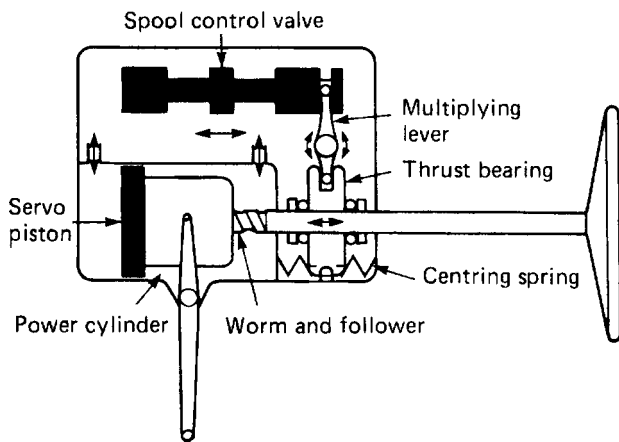 Spool control valve
Multiplying
lever
Thrust bearing
Servo
piston
Centring spring
Power cylinder
Worm and follower